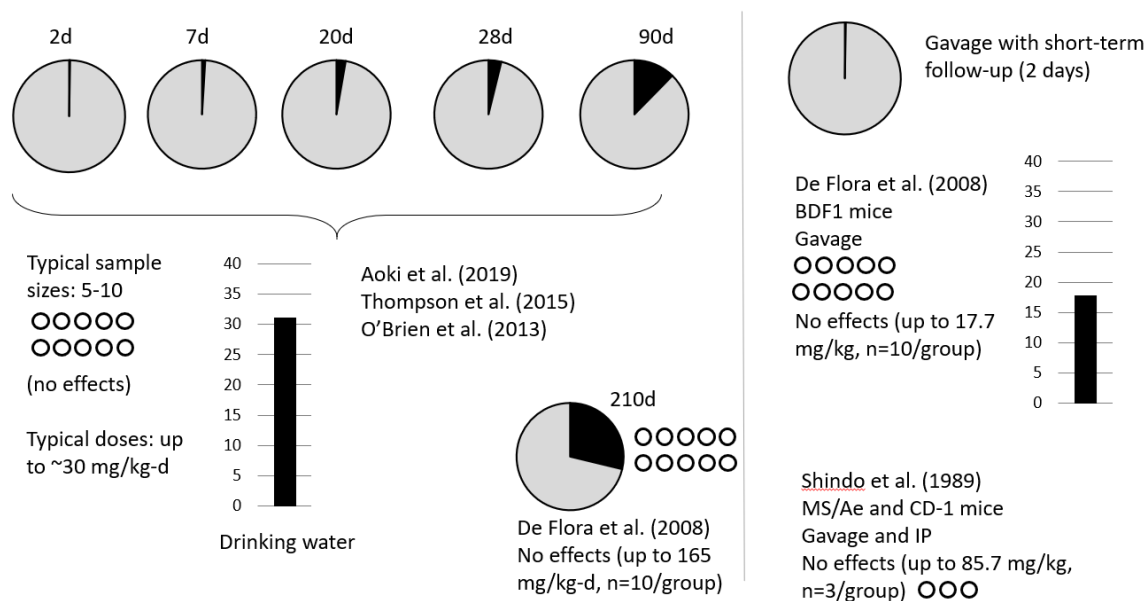 2d
7d
20d
28d
90d
Typical sample
sizes: 5-10
(no effects)
Typical doses: up
to ~30 mg/kg-d
40
35
30
25
20
15
10
5
0
Drinking water
Aoki et al. (2019)
Thompson et al. (2015)
O’Brien et al. (2013)
210d
De Flora et al. (2008)
No effects (up to 165
mg/kg-d, n=10/group)
Gavage with short-term
follow-up (2 days)
De Flora et al. (2008)
BDF1 mice
Gavage
No effects (up to 17.7
mg/kg, n=10/group)
40
35
30
25
20
15
10
5
0
Shindo et al. (1989)
MS/Ae and CD-1 mice
Gavage and IP
No effects (up to 85.7 mg/kg,
n=3/group)